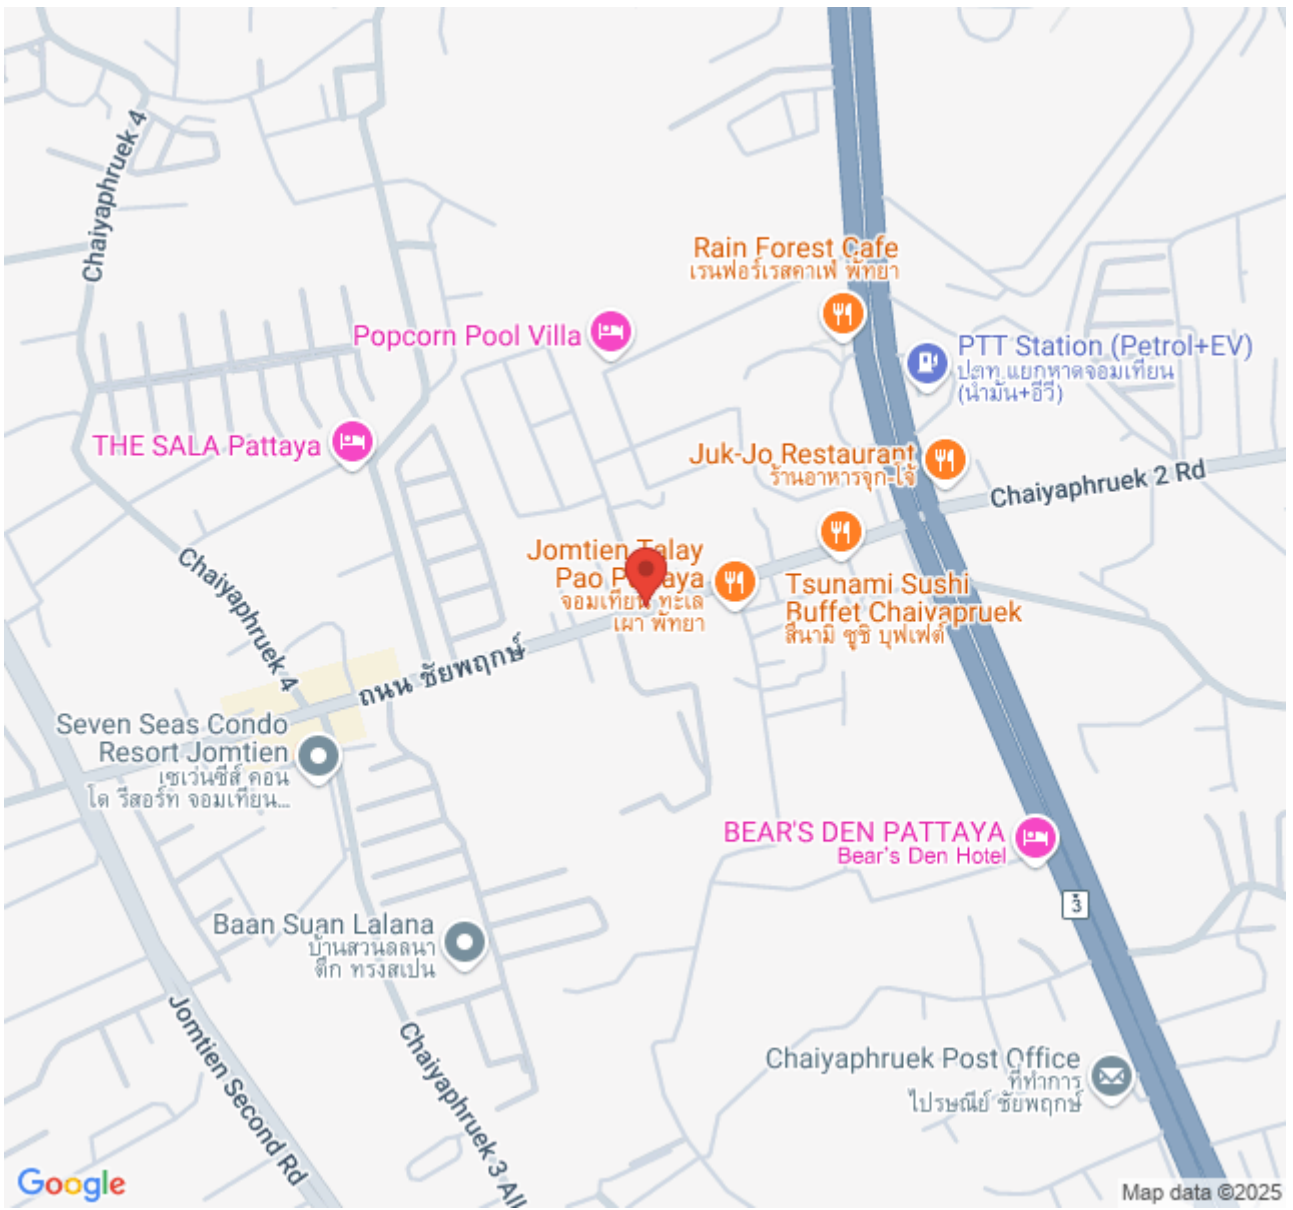 Chaiyaphruek 4
Rain Forest Cafe
เรนฟอร์เรสคาเฟ่ พัทยา
Popcorn Pool Villa
PTT Station (Petrol+EV)
ปตท.แยกหาดจอมเทียน
(น้ำมัน+อีวี)
THE SALA Pattaya
Juk-Jo Restaurant
ร้านอาหารจุก-โจ้
Chaiyaphruek 2 Rd
Jomtien Talay
Pao Pattaya
จอมเทียน ทะเล
เผา พัทยา
Tsunami Sushi
Buffet Chaiyapruek
สึนามิ ซูชิ บุฟเฟ่ต์
Chaiyaphruek 4
ถนน ชัยพฤกษ์
Seven Seas Condo
Resort Jomtien
เซเว่นซีส์ คอน
โด รีสอร์ท จอมเทียน...
BEAR'S DEN PATTAYA
Bear's Den Hotel
3
Baan Suan Lalana
บ้านสวนลลนา
ตึก ทรงสเปน
Jomtien Second Rd
Chaiyaphruek 3 All
Chaiyaphruek Post Office
ที่ทำการ
ไปรษณีย์ ชัยพฤกษ์
Google
Map data ©2025